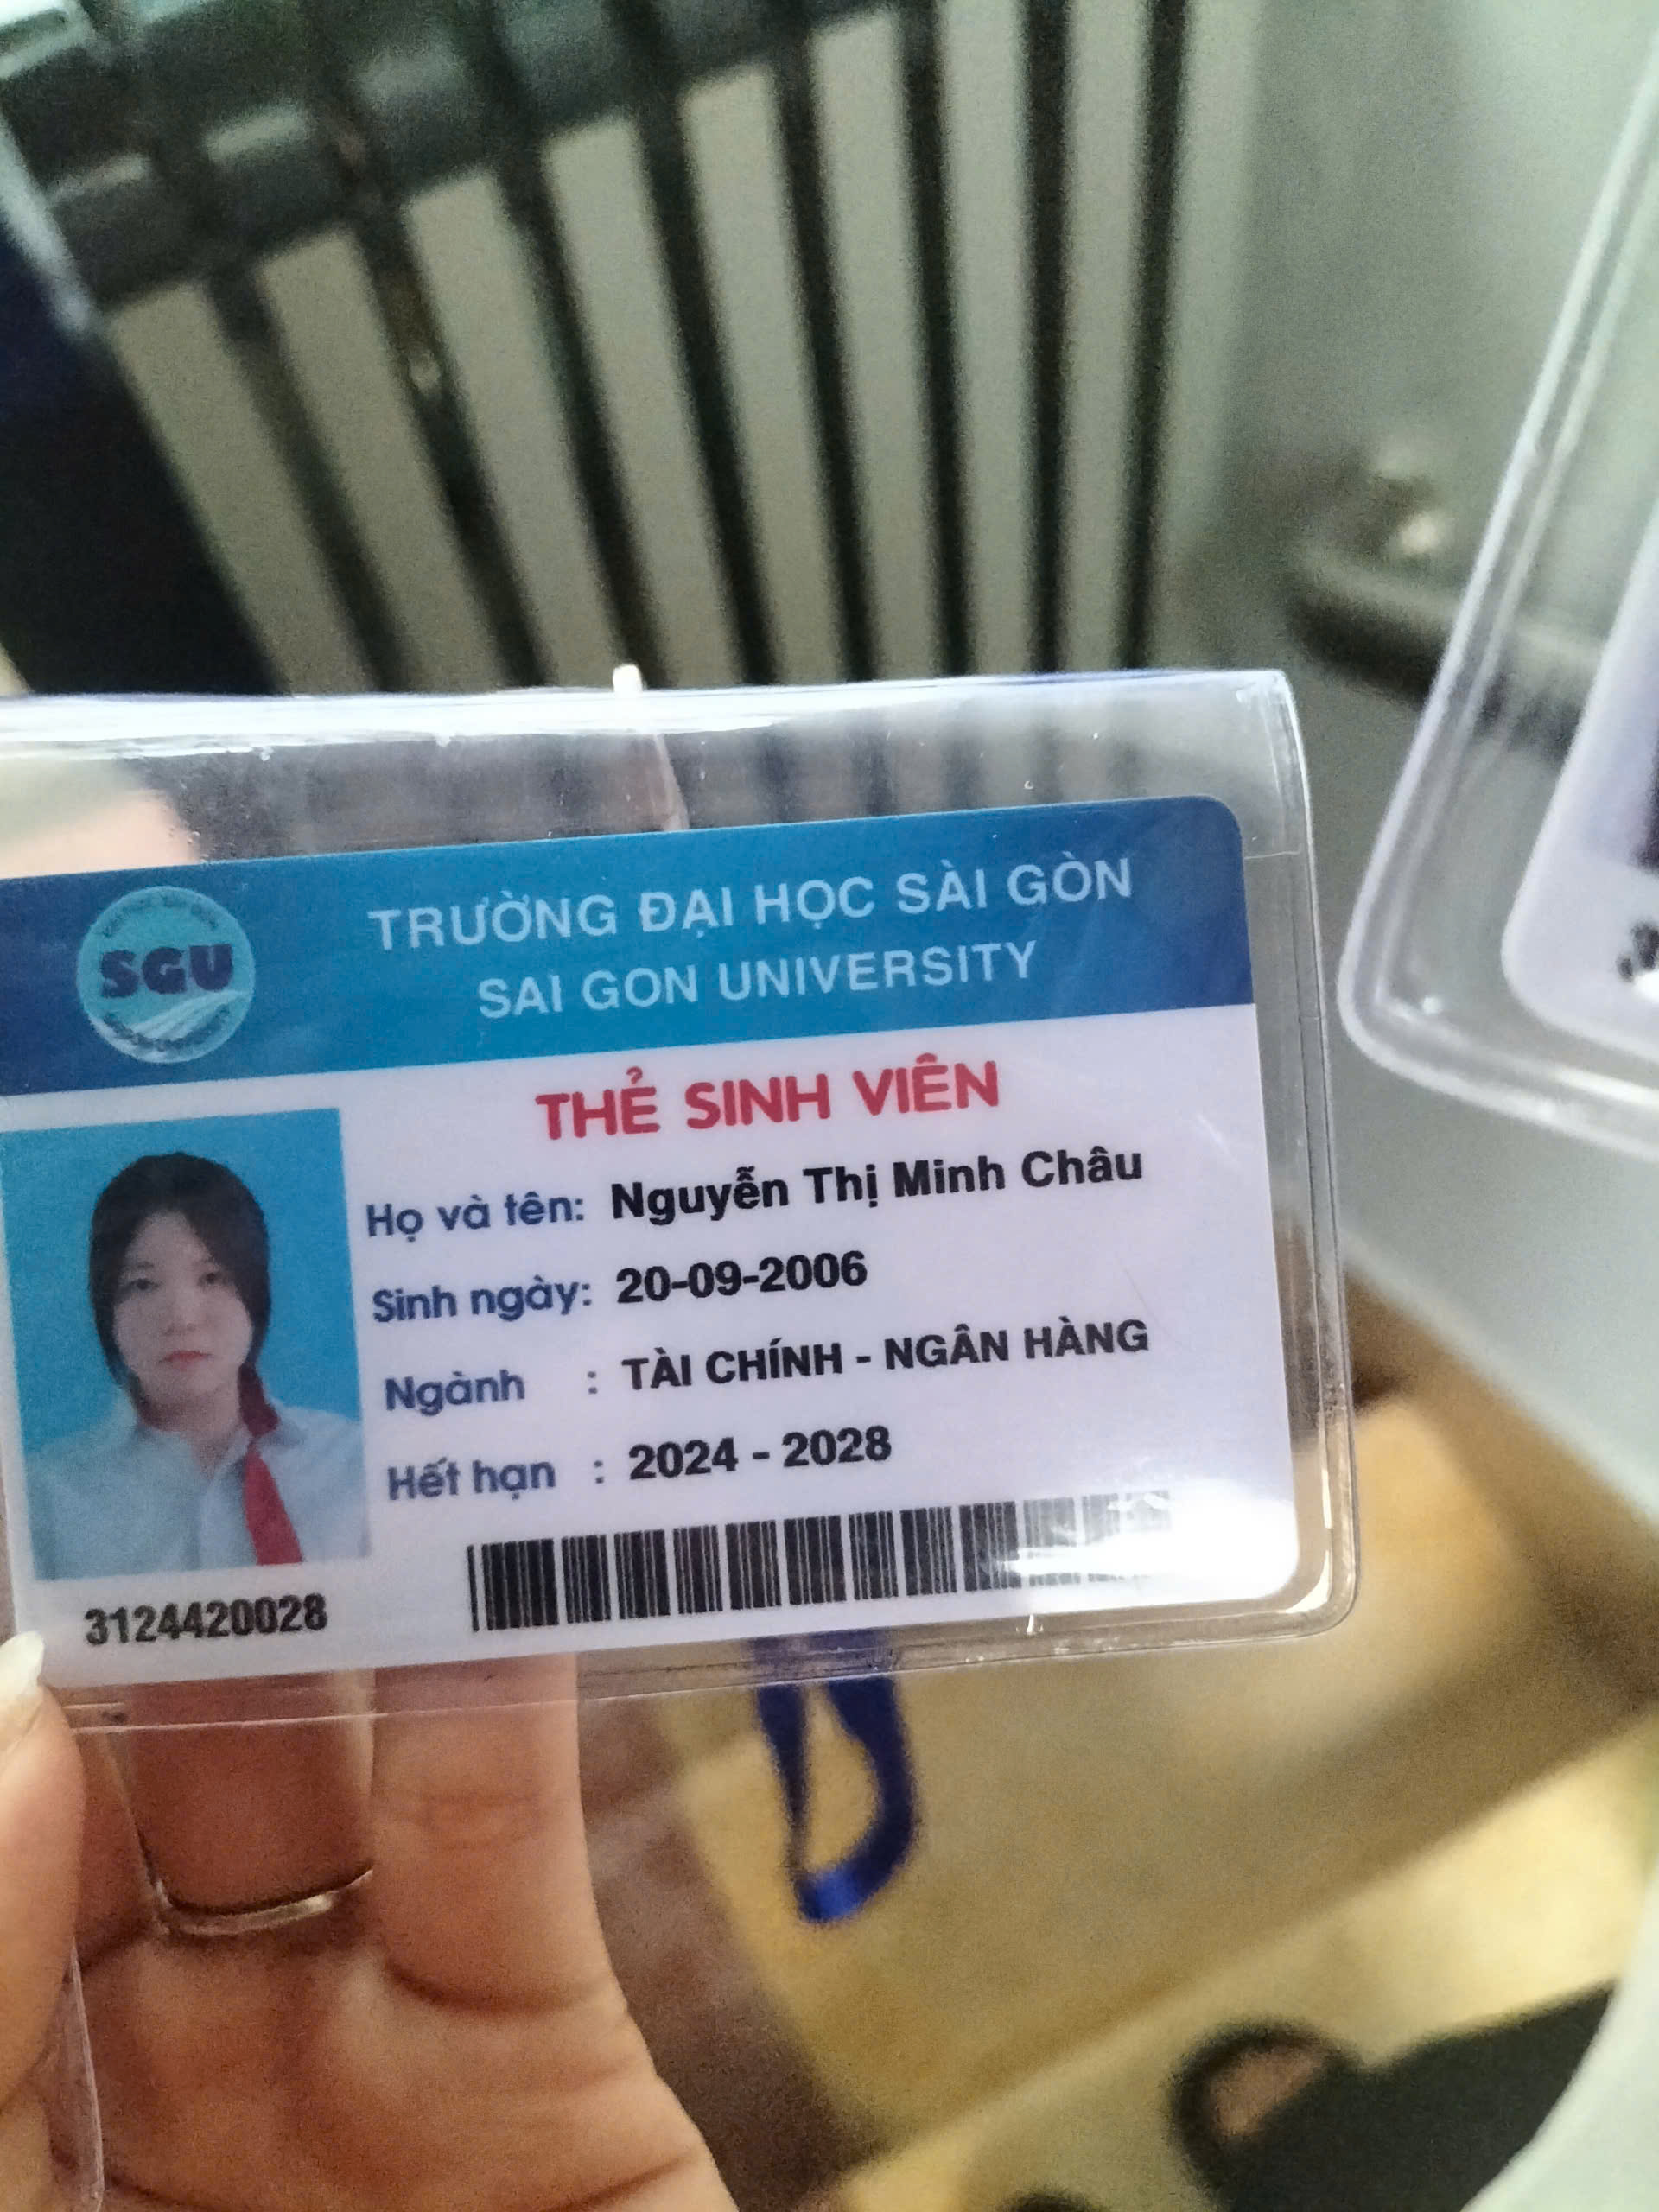 SGU
TRƯỜNG ĐẠI HỌC SÀI GÒN
SAI GON UNIVERSITY
THẺ SINH VIÊN
Họ và tên: Nguyễn Thị Minh Châu
Sinh ngày: 20-09-2006
Ngành : TÀI CHÍNH - NGÂN HÀNG
Hết hạn : 2024 - 2028
3124420028